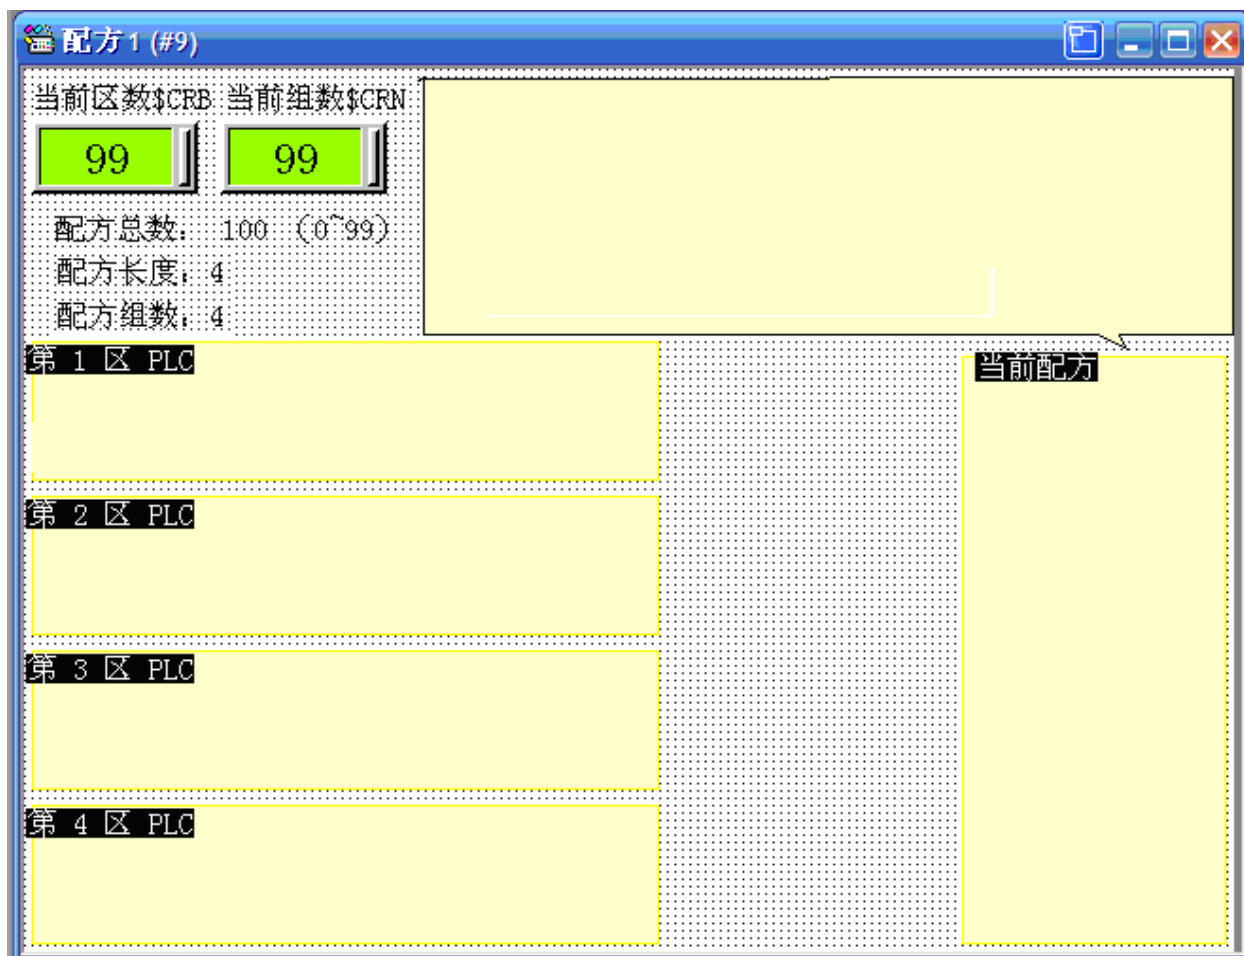 配方1 (#9)
当前区数$CRB 当前组数$CRN
99 99
配方总数: 100 (0~99)
配方长度: 4
配方组数: 4
第 1 区 PLC
当前配方
第 2 区 PLC
第 3 区 PLC
第 4 区 PLC